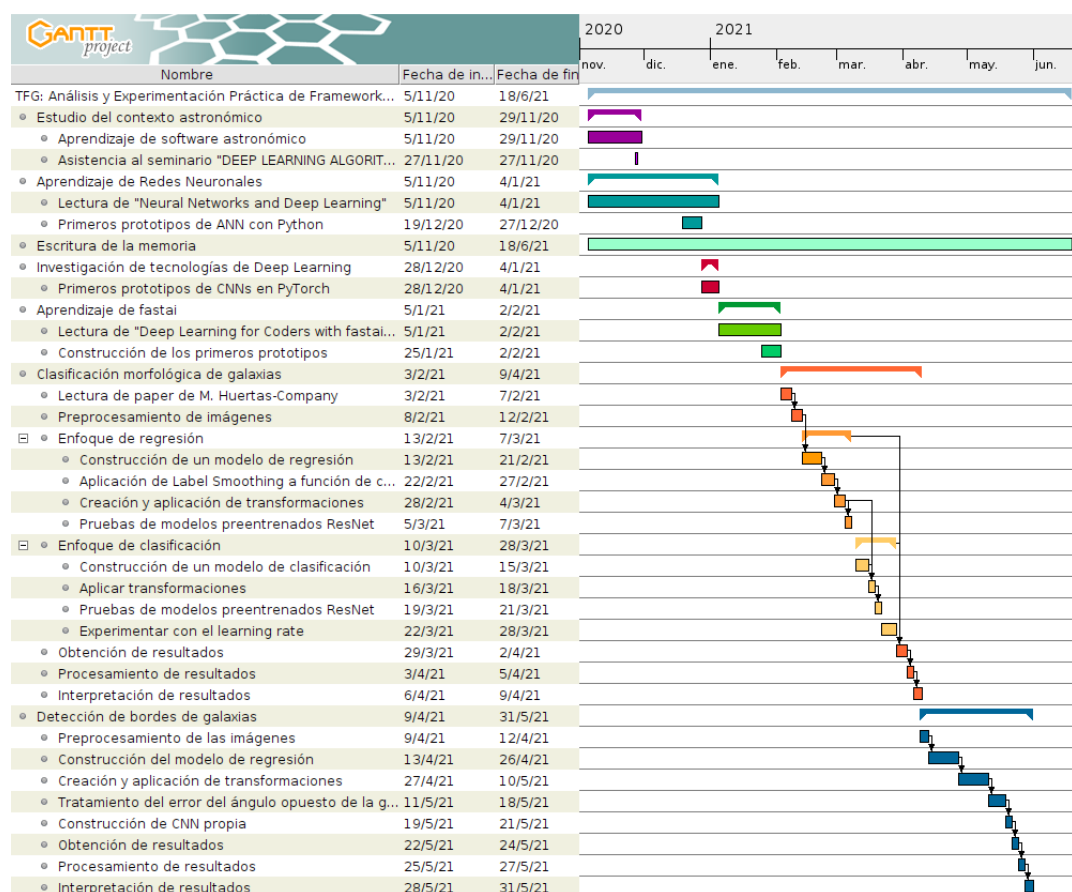 GANTT
project
2020 2021
nov. dic. ene. feb. mar. abr. may. jun.
Nombre Fecha de in... Fecha de fin
TFG: Análisis y Experimentación Práctica de Framework... 5/11/20 18/6/21
Estudio del contexto astronómico 5/11/20 29/11/20
Aprendizaje de software astronómico 5/11/20 29/11/20
Asistencia al seminario "DEEP LEARNING ALGORIT... 27/11/20 27/11/20
Aprendizaje de Redes Neuronales 5/11/20 4/1/21
Lectura de "Neural Networks and Deep Learning" 5/11/20 4/1/21
Primeros prototipos de ANN con Python 19/12/20 27/12/20
Escritura de la memoria 5/11/20 18/6/21
Investigación de tecnologías de Deep Learning 28/12/20 4/1/21
Primeros prototipos de CNNs en PyTorch 28/12/20 4/1/21
Aprendizaje de fastai 5/1/21 2/2/21
Lectura de "Deep Learning for Coders with fastai... 5/1/21 2/2/21
Construcción de los primeros prototipos 25/1/21 2/2/21
Clasificación morfológica de galaxias 3/2/21 9/4/21
Lectura de paper de M. Huertas-Company 3/2/21 7/2/21
Preprocesamiento de imágenes 8/2/21 12/2/21
Enfoque de regresión 13/2/21 7/3/21
Construcción de un modelo de regresión 13/2/21 21/2/21
Aplicación de Label Smoothing a función de c... 22/2/21 27/2/21
Creación y aplicación de transformaciones 28/2/21 4/3/21
Pruebas de modelos preentrenados ResNet 5/3/21 7/3/21
Enfoque de clasificación 10/3/21 28/3/21
Construcción de un modelo de clasificación 10/3/21 15/3/21
Aplicar transformaciones 16/3/21 18/3/21
Pruebas de modelos preentrenados ResNet 19/3/21 21/3/21
Experimentar con el learning rate 22/3/21 28/3/21
Obtención de resultados 29/3/21 2/4/21
Procesamiento de resultados 3/4/21 5/4/21
Interpretación de resultados 6/4/21 9/4/21
Detección de bordes de galaxias 9/4/21 31/5/21
Preprocesamiento de las imágenes 9/4/21 12/4/21
Construcción del modelo de regresión 13/4/21 26/4/21
Creación y aplicación de transformaciones 27/4/21 10/5/21
Tratamiento del error del ángulo opuesto de la g... 11/5/21 18/5/21
Construcción de CNN propia 19/5/21 21/5/21
Obtención de resultados 22/5/21 24/5/21
Procesamiento de resultados 25/5/21 27/5/21
Interpretación de resultados 28/5/21 31/5/21